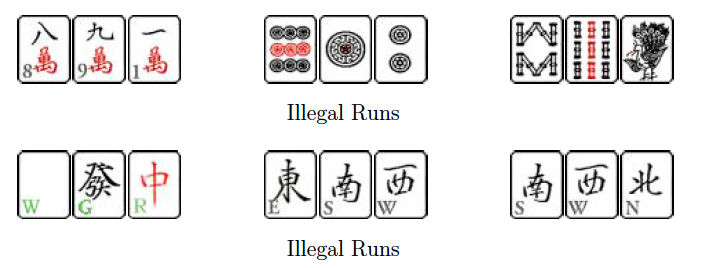 八 九 一
萬 萬 萬
8 9 1
Illegal Runs
發 中 東 南 西 南 西 北
W G R E S W S W N
Illegal Runs